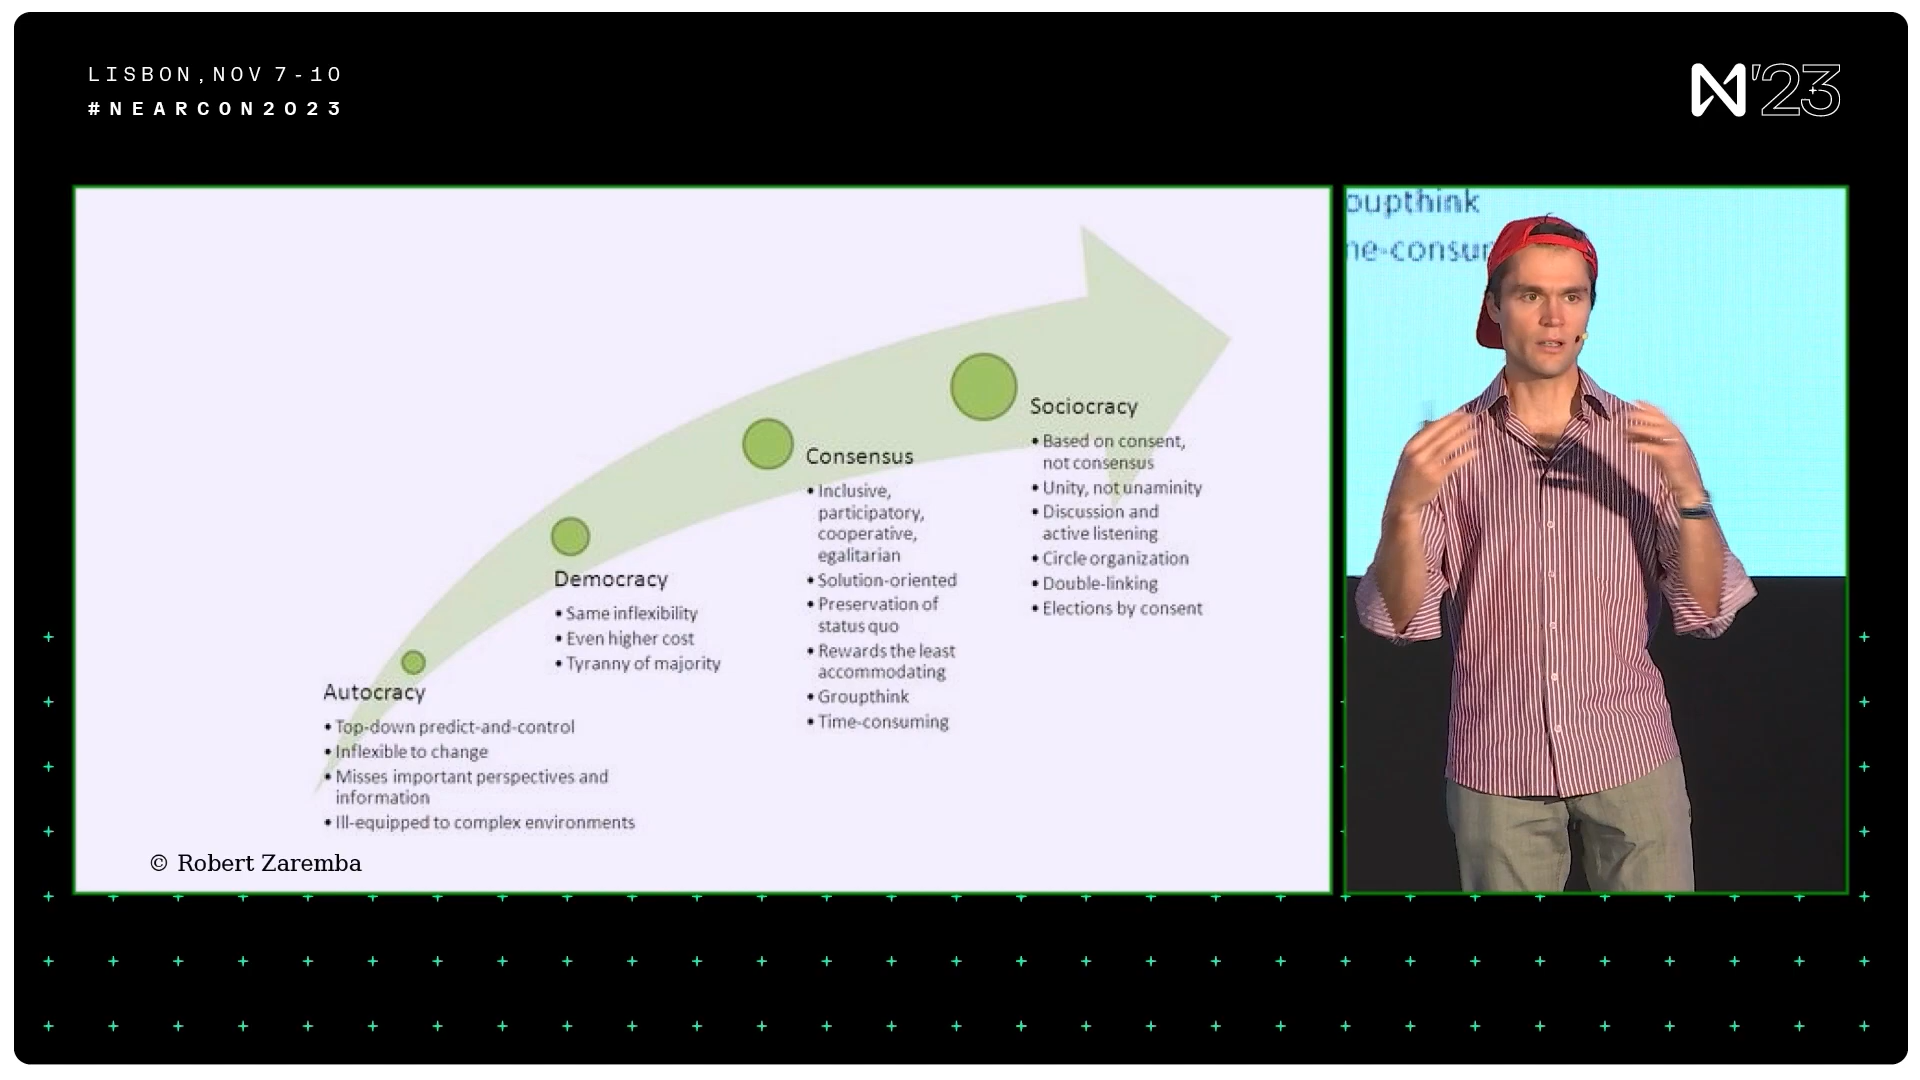 LISBON, NOV 7-10
#NEARCON2023
N'23
Autocracy
• Top-down predict-and-control
• Inflexible to change
• Misses important perspectives and
information
• Ill-equipped to complex environments
Democracy
• Same inflexibility
• Even higher cost
• Tyranny of majority
Consensus
• Inclusive,
participatory,
cooperative,
egalitarian
• Solution-oriented
• Preservation of
status quo
• Rewards the least
accommodating
• Groupthink
• Time-consuming
Sociocracy
• Based on consent,
not consensus
• Unity, not unaminity
• Discussion and
active listening
• Circle organization
• Double-linking
• Elections by consent
© Robert Zaremba
oupthink
me-consur